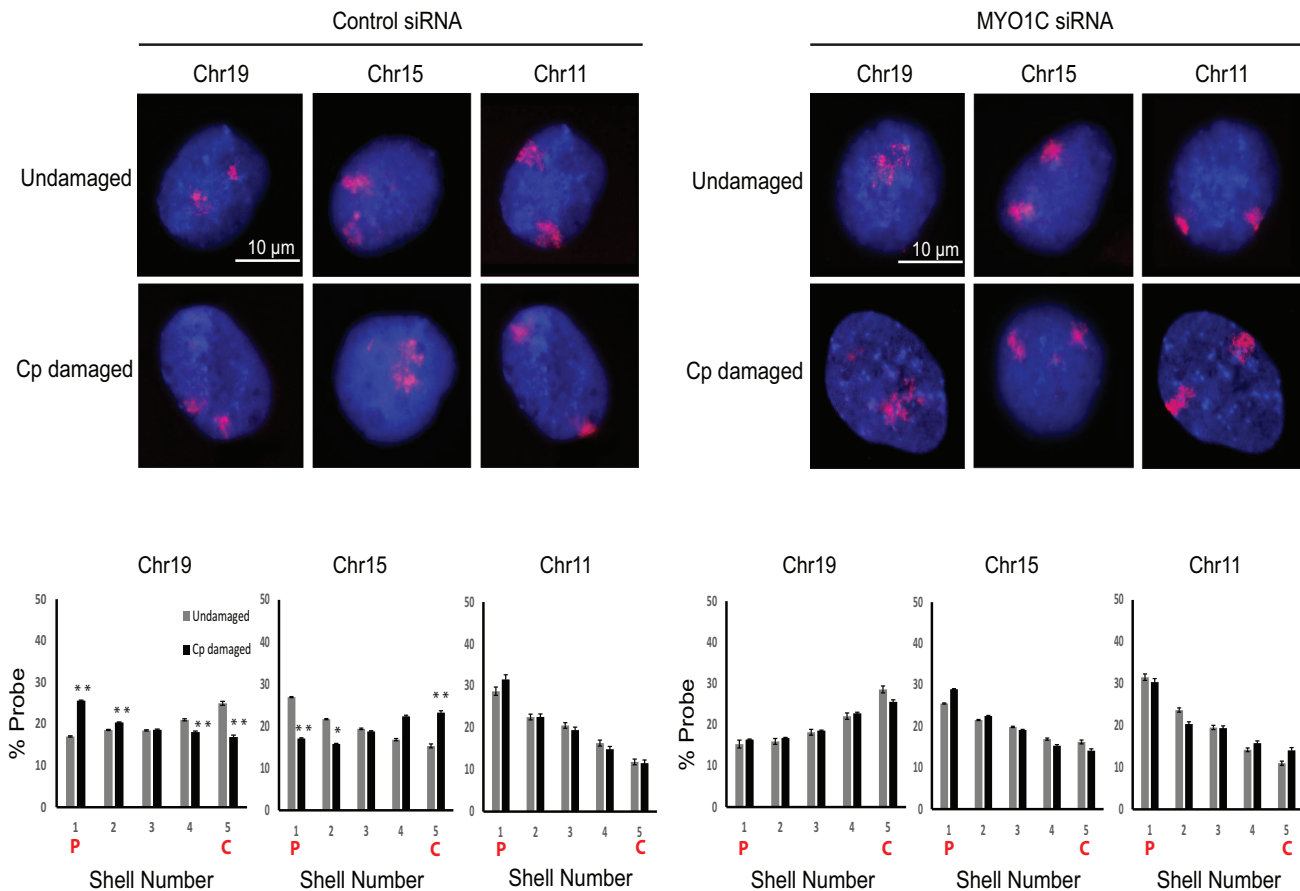 Control siRNA
MYO1C siRNA
Chr19 Chr15 Chr11
Chr19 Chr15 Chr11
Undamaged
Undamaged
10 µm
10 µm
Cp damaged
Cp damaged
Chr19
Chr15
Chr11
Chr19
Chr15
Chr11
% Probe
50
40
30
20
10
0
Undamaged
Cp damaged
** ** ** **
1 2 3 4 5
P C
Shell Number
50
40
30
20
10
0
** * **
1 2 3 4 5
P C
Shell Number
50
40
30
20
10
0
1 2 3 4 5
P C
Shell Number
% Probe
50
40
30
20
10
0
1 2 3 4 5
P C
Shell Number
50
40
30
20
10
0
1 2 3 4 5
P C
Shell Number
50
40
30
20
10
0
1 2 3 4 5
P C
Shell Number